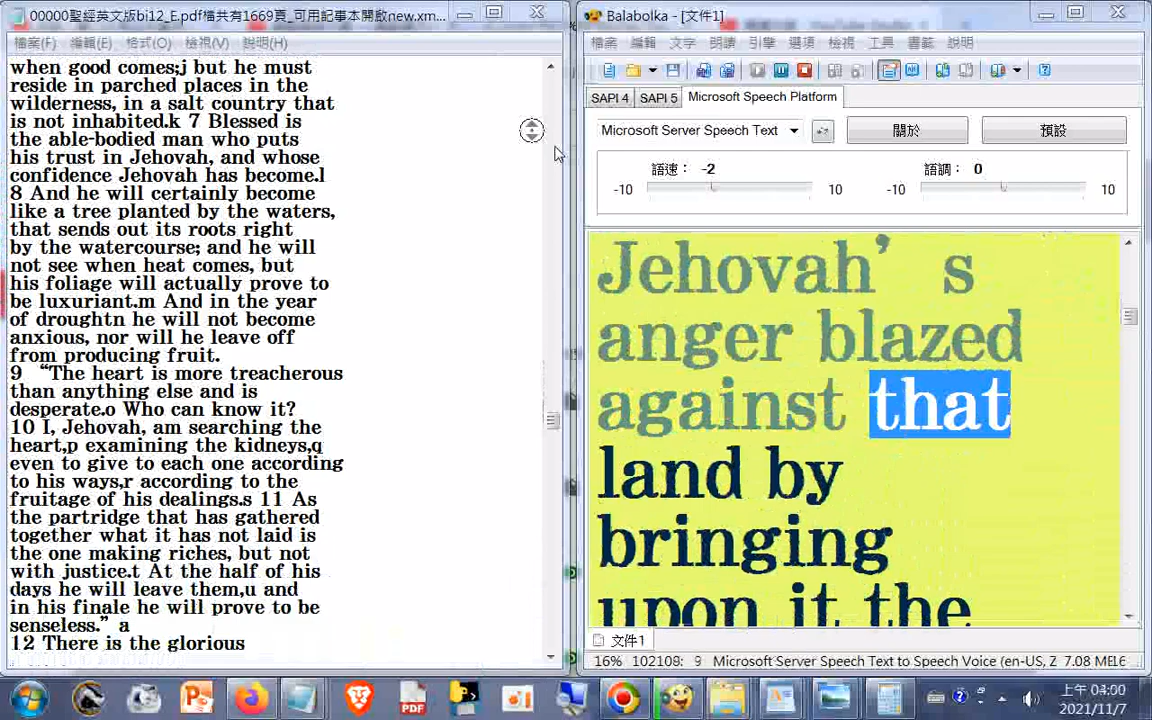 00000聖經英文版bi12_E.pdf檔共有1669頁_可用記事本開啟new.xm...
檔案(F) 編輯(E) 格式(O) 檢視(V) 說明(H)
when good comes;j but he must
reside in parched places in the
wilderness, in a salt country that
is not inhabited.k 7 Blessed is
the able-bodied man who puts
his trust in Jehovah, and whose
confidence Jehovah has become.l
8 And he will certainly become
like a tree planted by the waters,
that sends out its roots right
by the watercourse; and he will
not see when heat comes, but
his foliage will actually prove to
be luxuriant.m And in the year
of droughtn he will not become
anxious, nor will he leave off
from producing fruit.
9 “The heart is more treacherous
than anything else and is
desperate.o Who can know it?
10 I, Jehovah, am searching the
heart,p examining the kidneys,q
even to give to each one according
to his ways,r according to the
fruitage of his dealings.s 11 As
the partridge that has gathered
together what it has not laid is
the one making riches, but not
with justice.t At the half of his
days he will leave them,u and
in his finale he will prove to be
senseless.” a
12 There is the glorious
Balabolka - [文件1]
檔案 編輯 文字 朗讀 引擎 選項 檢視 工具 書籤 說明
SAPI 4 SAPI 5 Microsoft Speech Platform
Microsoft Server Speech Text 關於 預設
語速： -2 語調： 0
-10 10 -10 10
Jehovah’ s
anger blazed
against that
land by
bringing
upon it the
文件1
16% 102108: 9 Microsoft Server Speech Text to Speech Voice (en-US, Z 7.08 ME16
上午 04:00
2021/11/7